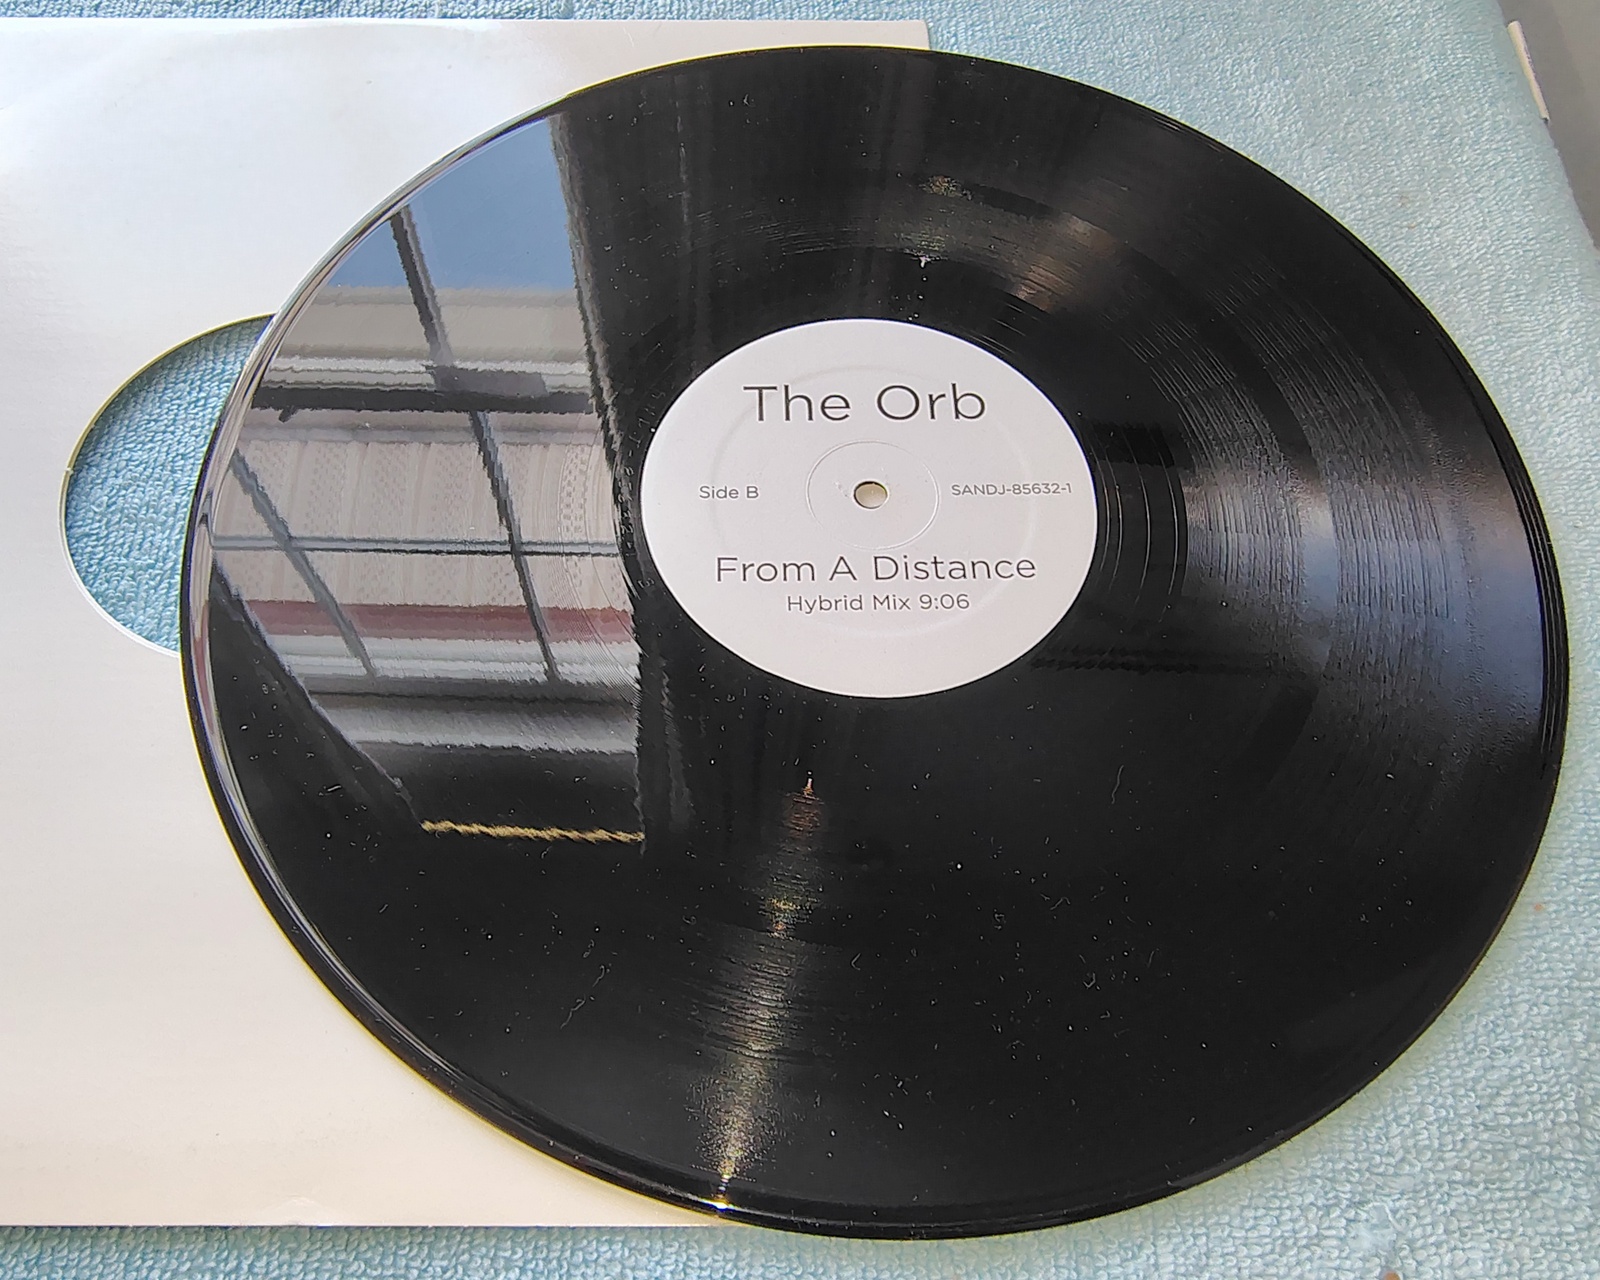 The Orb
Side B
SANDJ-85632-1
From A Distance
Hybrid Mix 9:06